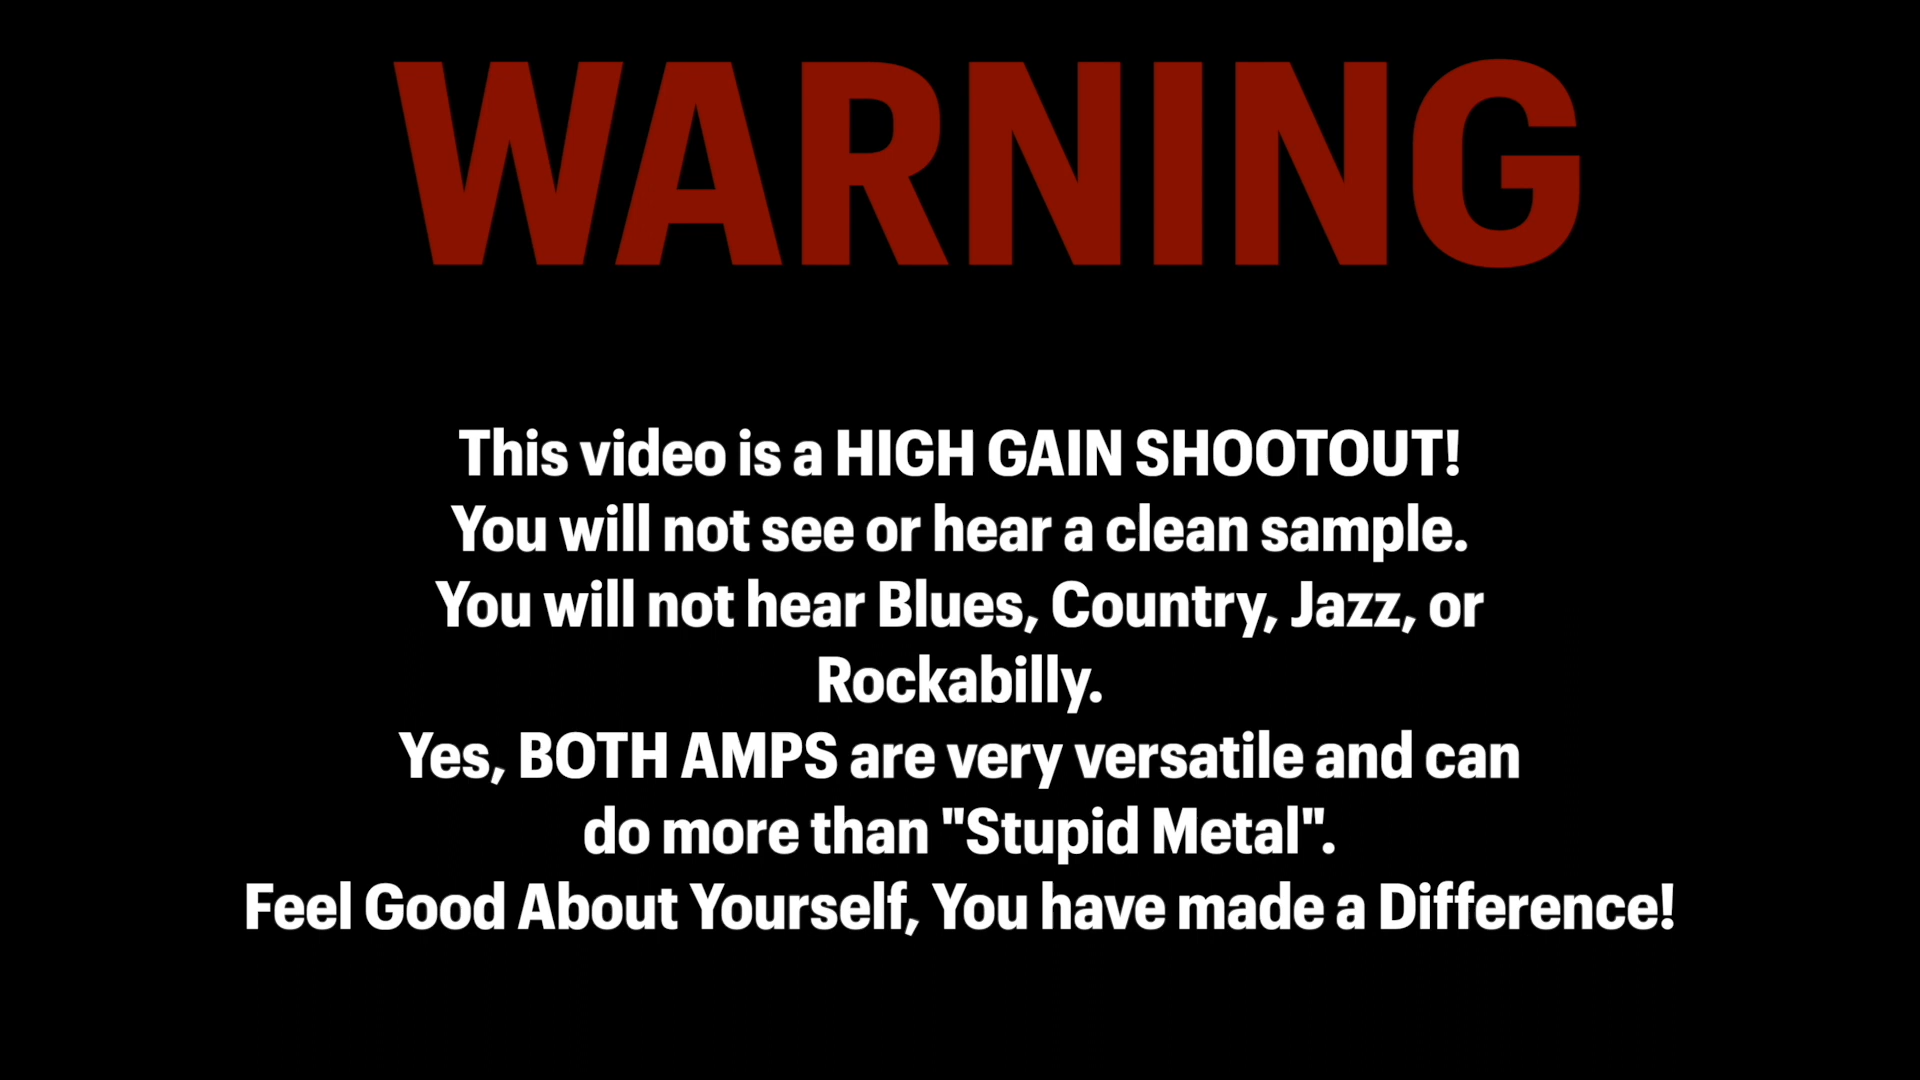 WARNING
This video is a HIGH GAIN SHOOTOUT!
You will not see or hear a clean sample.
You will not hear Blues, Country, Jazz, or
Rockabilly.
Yes, BOTH AMPS are very versatile and can
do more than "Stupid Metal".
Feel Good About Yourself, You have made a Difference!